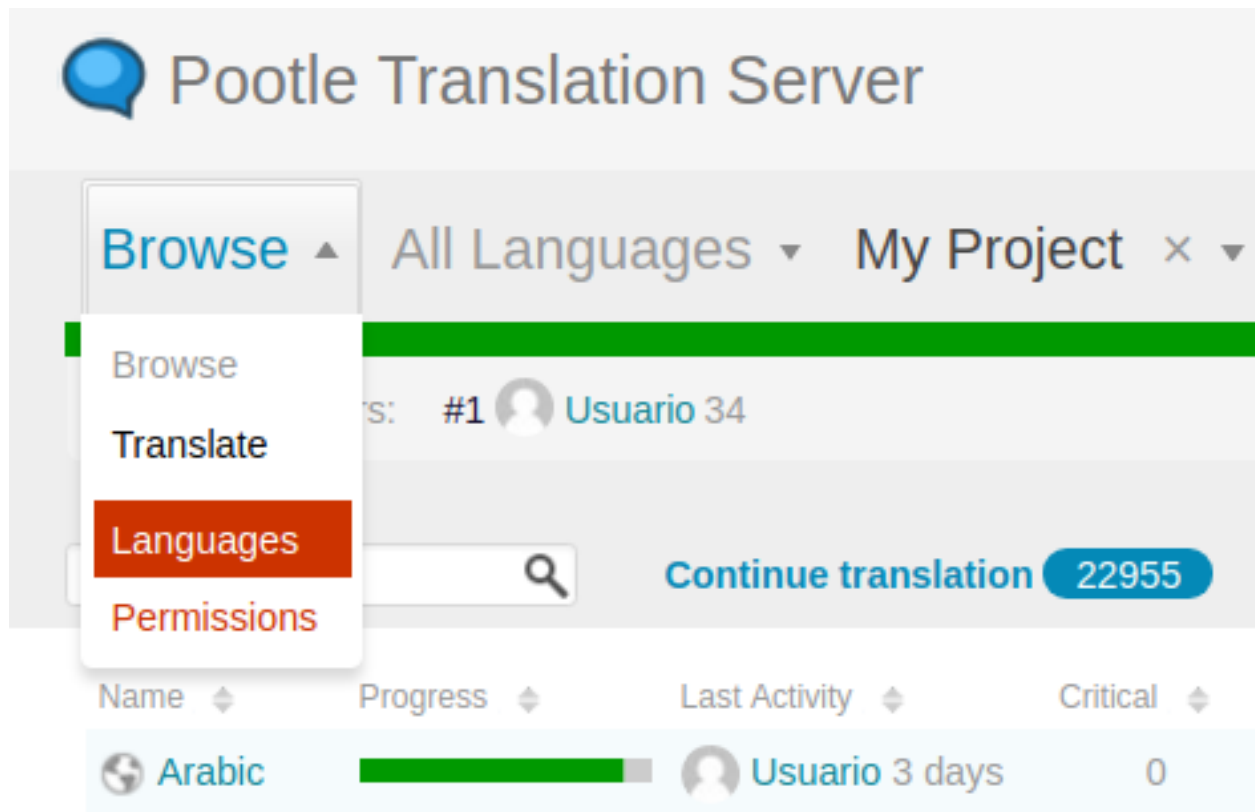 Pootle Translation Server
Browse All Languages My Project ×
Browse
rs: #1 Usuario 34
Translate
Languages
Continue translation 22955
Permissions
Name Progress Last Activity Critical
Arabic Usuario 3 days 0